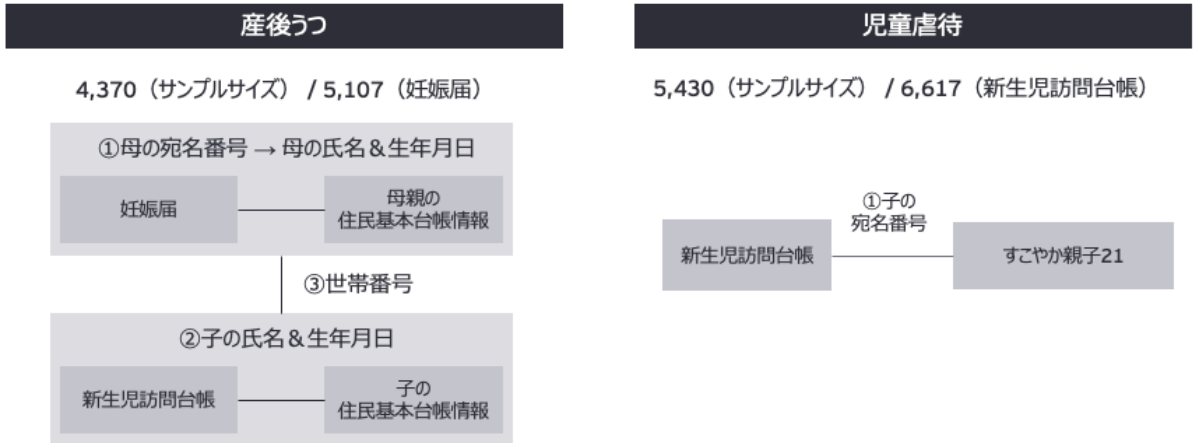 産後うつ
4,370（サンプルサイズ） / 5,107（妊娠届）
①母の宛名番号 → 母の氏名＆生年月日
妊娠届
母親の
住民基本台帳情報
③世帯番号
②子の氏名＆生年月日
新生児訪問台帳
子の
住民基本台帳情報
児童虐待
5,430（サンプルサイズ） / 6,617（新生児訪問台帳）
①子の
宛名番号
新生児訪問台帳
すこやか親子21